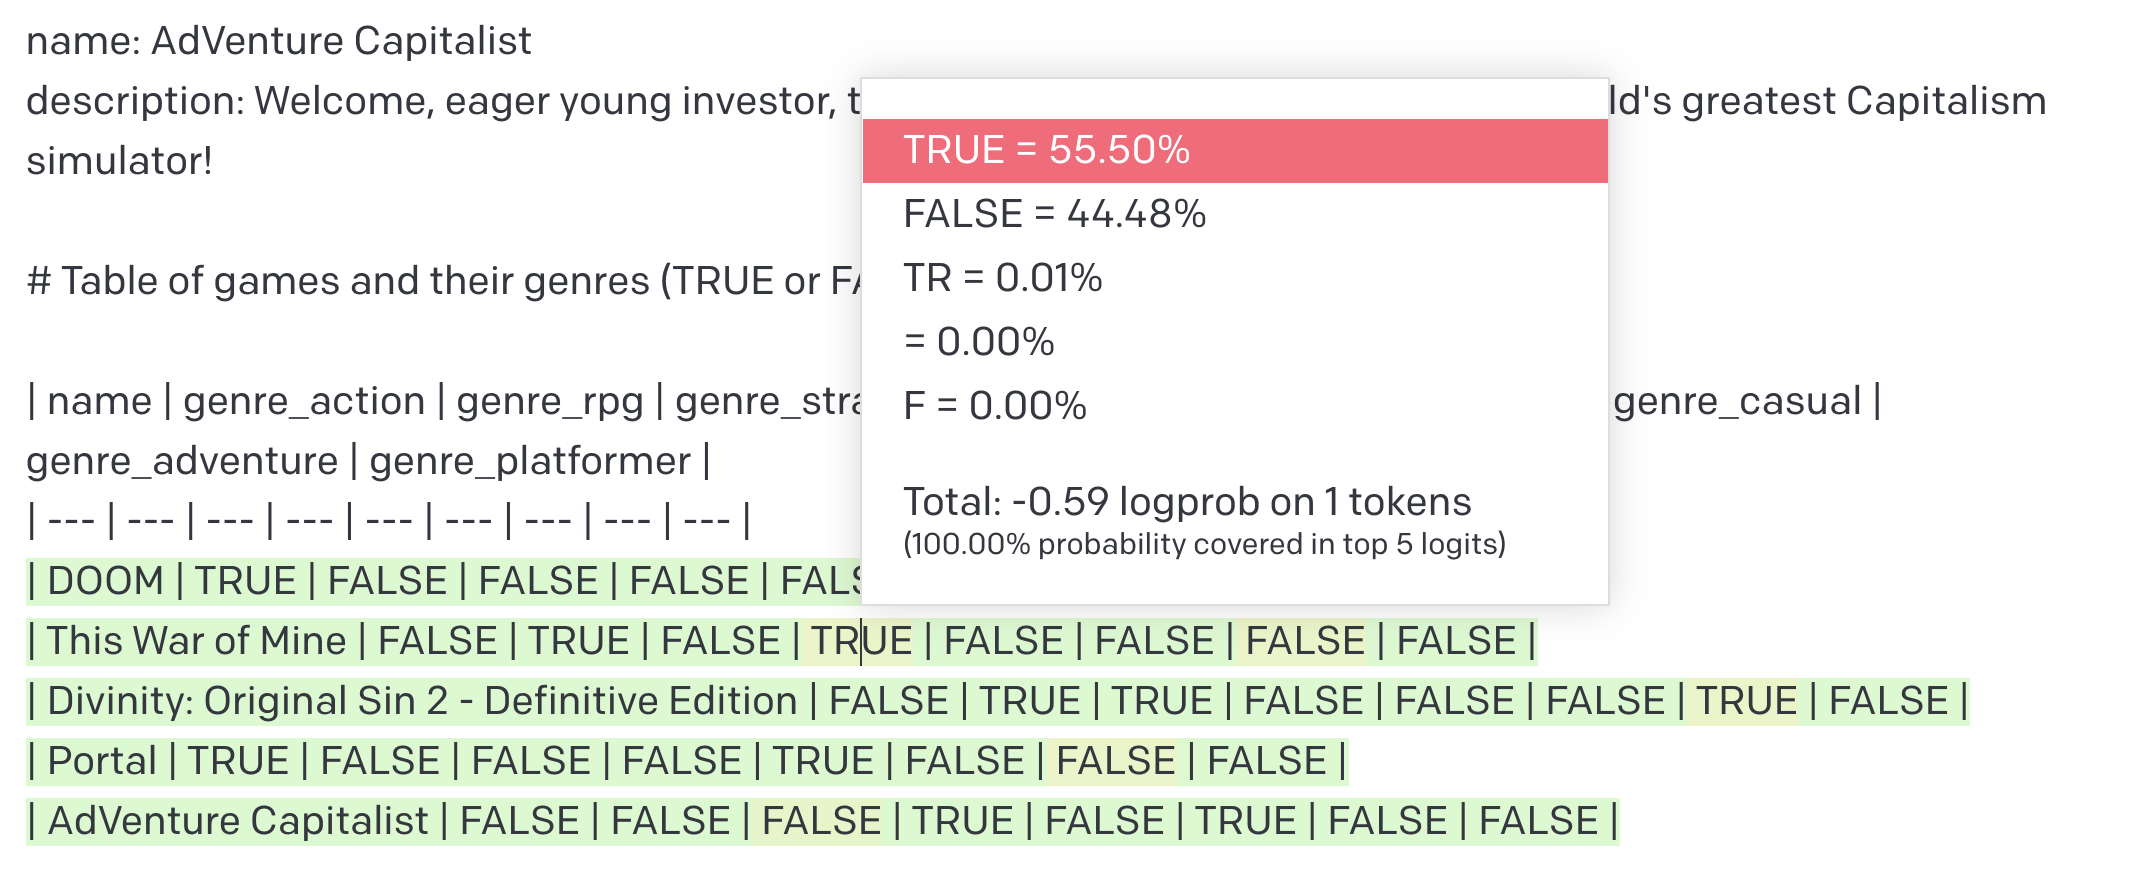 name: AdVenture Capitalist
description: Welcome, eager young investor, t ld's greatest Capitalism
simulator!
# Table of games and their genres (TRUE or FA
| name | genre_action | genre_rpg | genre_stra genre_casual |
genre_adventure | genre_platformer |
| --- | --- | --- | --- | --- | --- | --- | --- | --- |
| DOOM | TRUE | FALSE | FALSE | FALSE | FALS
| This War of Mine | FALSE | TRUE | FALSE | TRUE | FALSE | FALSE | FALSE | FALSE |
| Divinity: Original Sin 2 - Definitive Edition | FALSE | TRUE | TRUE | FALSE | FALSE | FALSE | TRUE | FALSE |
| Portal | TRUE | FALSE | FALSE | FALSE | TRUE | FALSE | FALSE | FALSE |
| AdVenture Capitalist | FALSE | FALSE | FALSE | TRUE | FALSE | TRUE | FALSE | FALSE |
TRUE = 55.50%
FALSE = 44.48%
TR = 0.01%
= 0.00%
F = 0.00%
Total: -0.59 logprob on 1 tokens
(100.00% probability covered in top 5 logits)